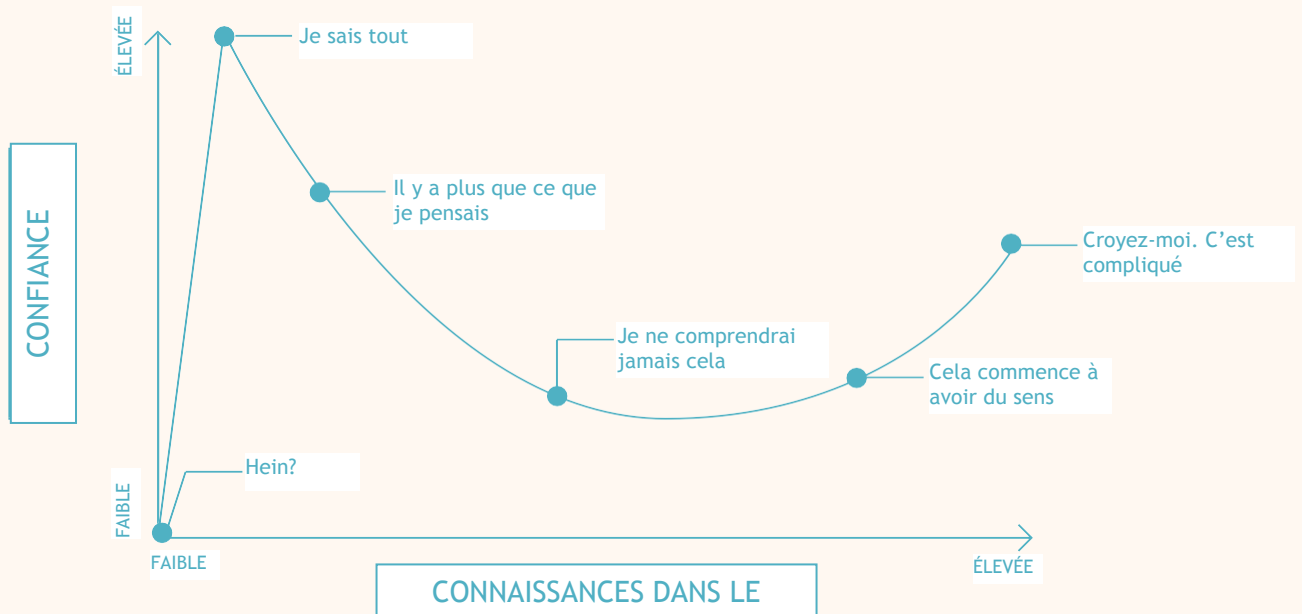 ÉLEVÉE
Je sais tout
Il y a plus que ce que
je pensais
CONFIANCE
Croyez-moi. C’est
compliqué
Je ne comprendrai
jamais cela
Cela commence à
avoir du sens
Hein?
FAIBLE
FAIBLE
ÉLEVÉE
CONNAISSANCES DANS LE